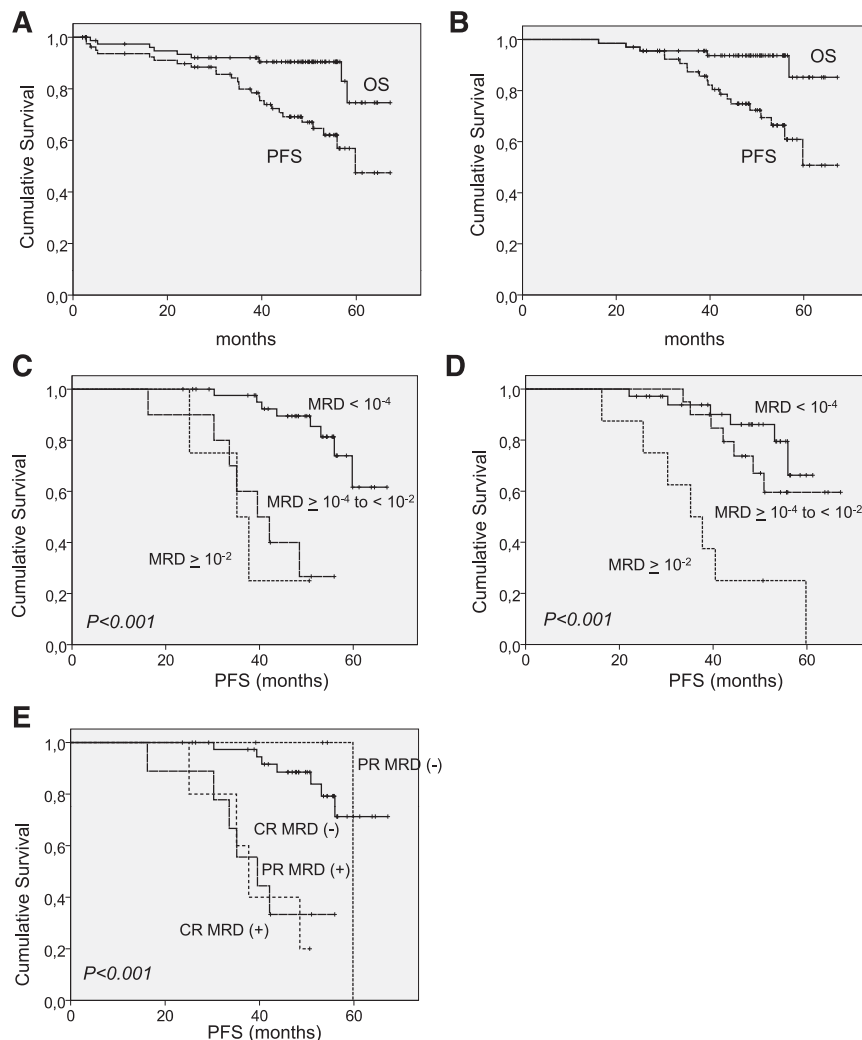 A
Cumulative Survival
1,0
0,8
0,6
0,4
0,2
0,0
OS
PFS
0
20
40
60
months
B
Cumulative Survival
1,0
0,8
0,6
0,4
0,2
0,0
OS
PFS
0
20
40
60
months
C
Cumulative Survival
1,0
0,8
0,6
0,4
0,2
0,0
MRD < 10⁻⁴
MRD ≥ 10⁻⁴ to < 10⁻²
MRD ≥ 10⁻²
P<0.001
0
20
40
60
PFS (months)
D
Cumulative Survival
1,0
0,8
0,6
0,4
0,2
0,0
MRD < 10⁻⁴
MRD ≥ 10⁻⁴ to < 10⁻²
MRD ≥ 10⁻²
P<0.001
0
20
40
60
PFS (months)
E
Cumulative Survival
1,0
0,8
0,6
0,4
0,2
0,0
PR MRD (-)
CR MRD (-)
PR MRD (+)
CR MRD (+)
P<0.001
0
20
40
60
PFS (months)